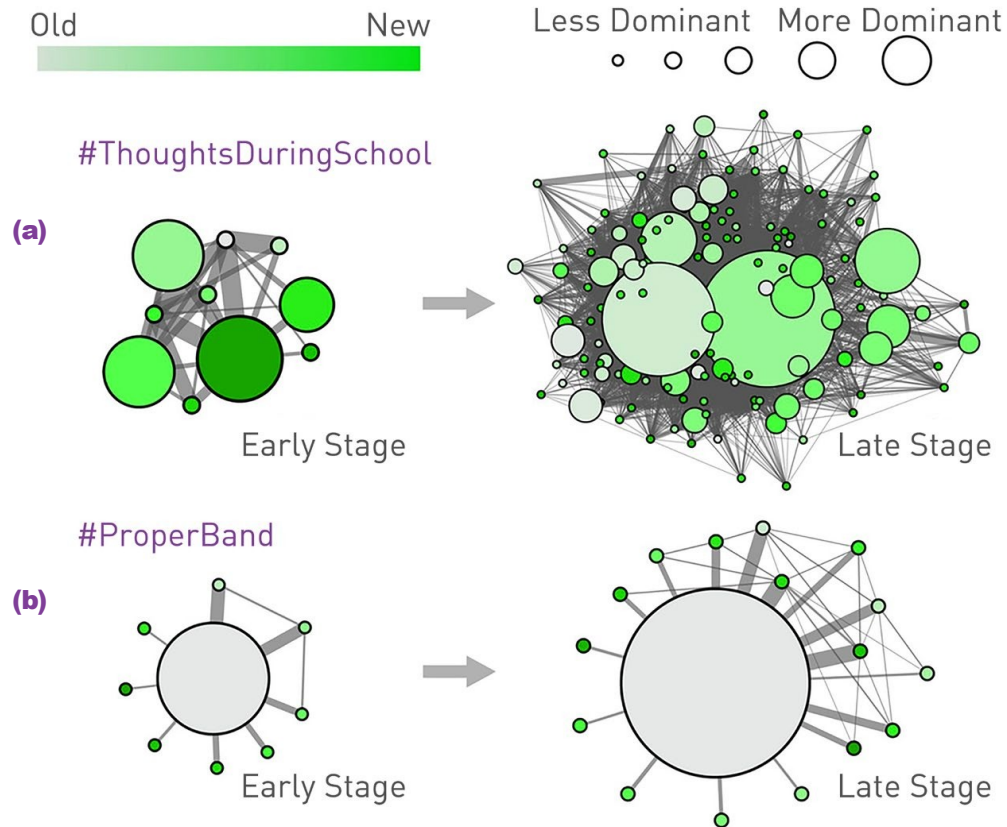 Old New
Less Dominant More Dominant
#ThoughtsDuringSchool
(a)
Early Stage
Late Stage
#ProperBand
(b)
Early Stage
Late Stage